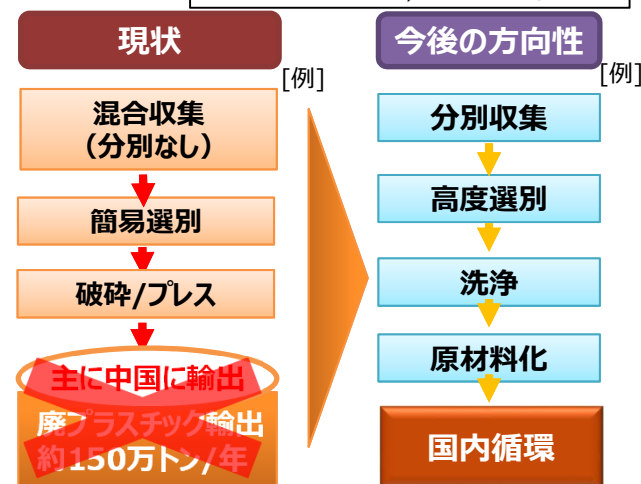 現状
[例]
混合収集
（分別なし）
簡易選別
破砕/プレス
主に中国に輸出
廃プラスチック輸出
約150万トン/年
今後の方向性
[例]
分別収集
高度選別
洗浄
原材料化
国内循環